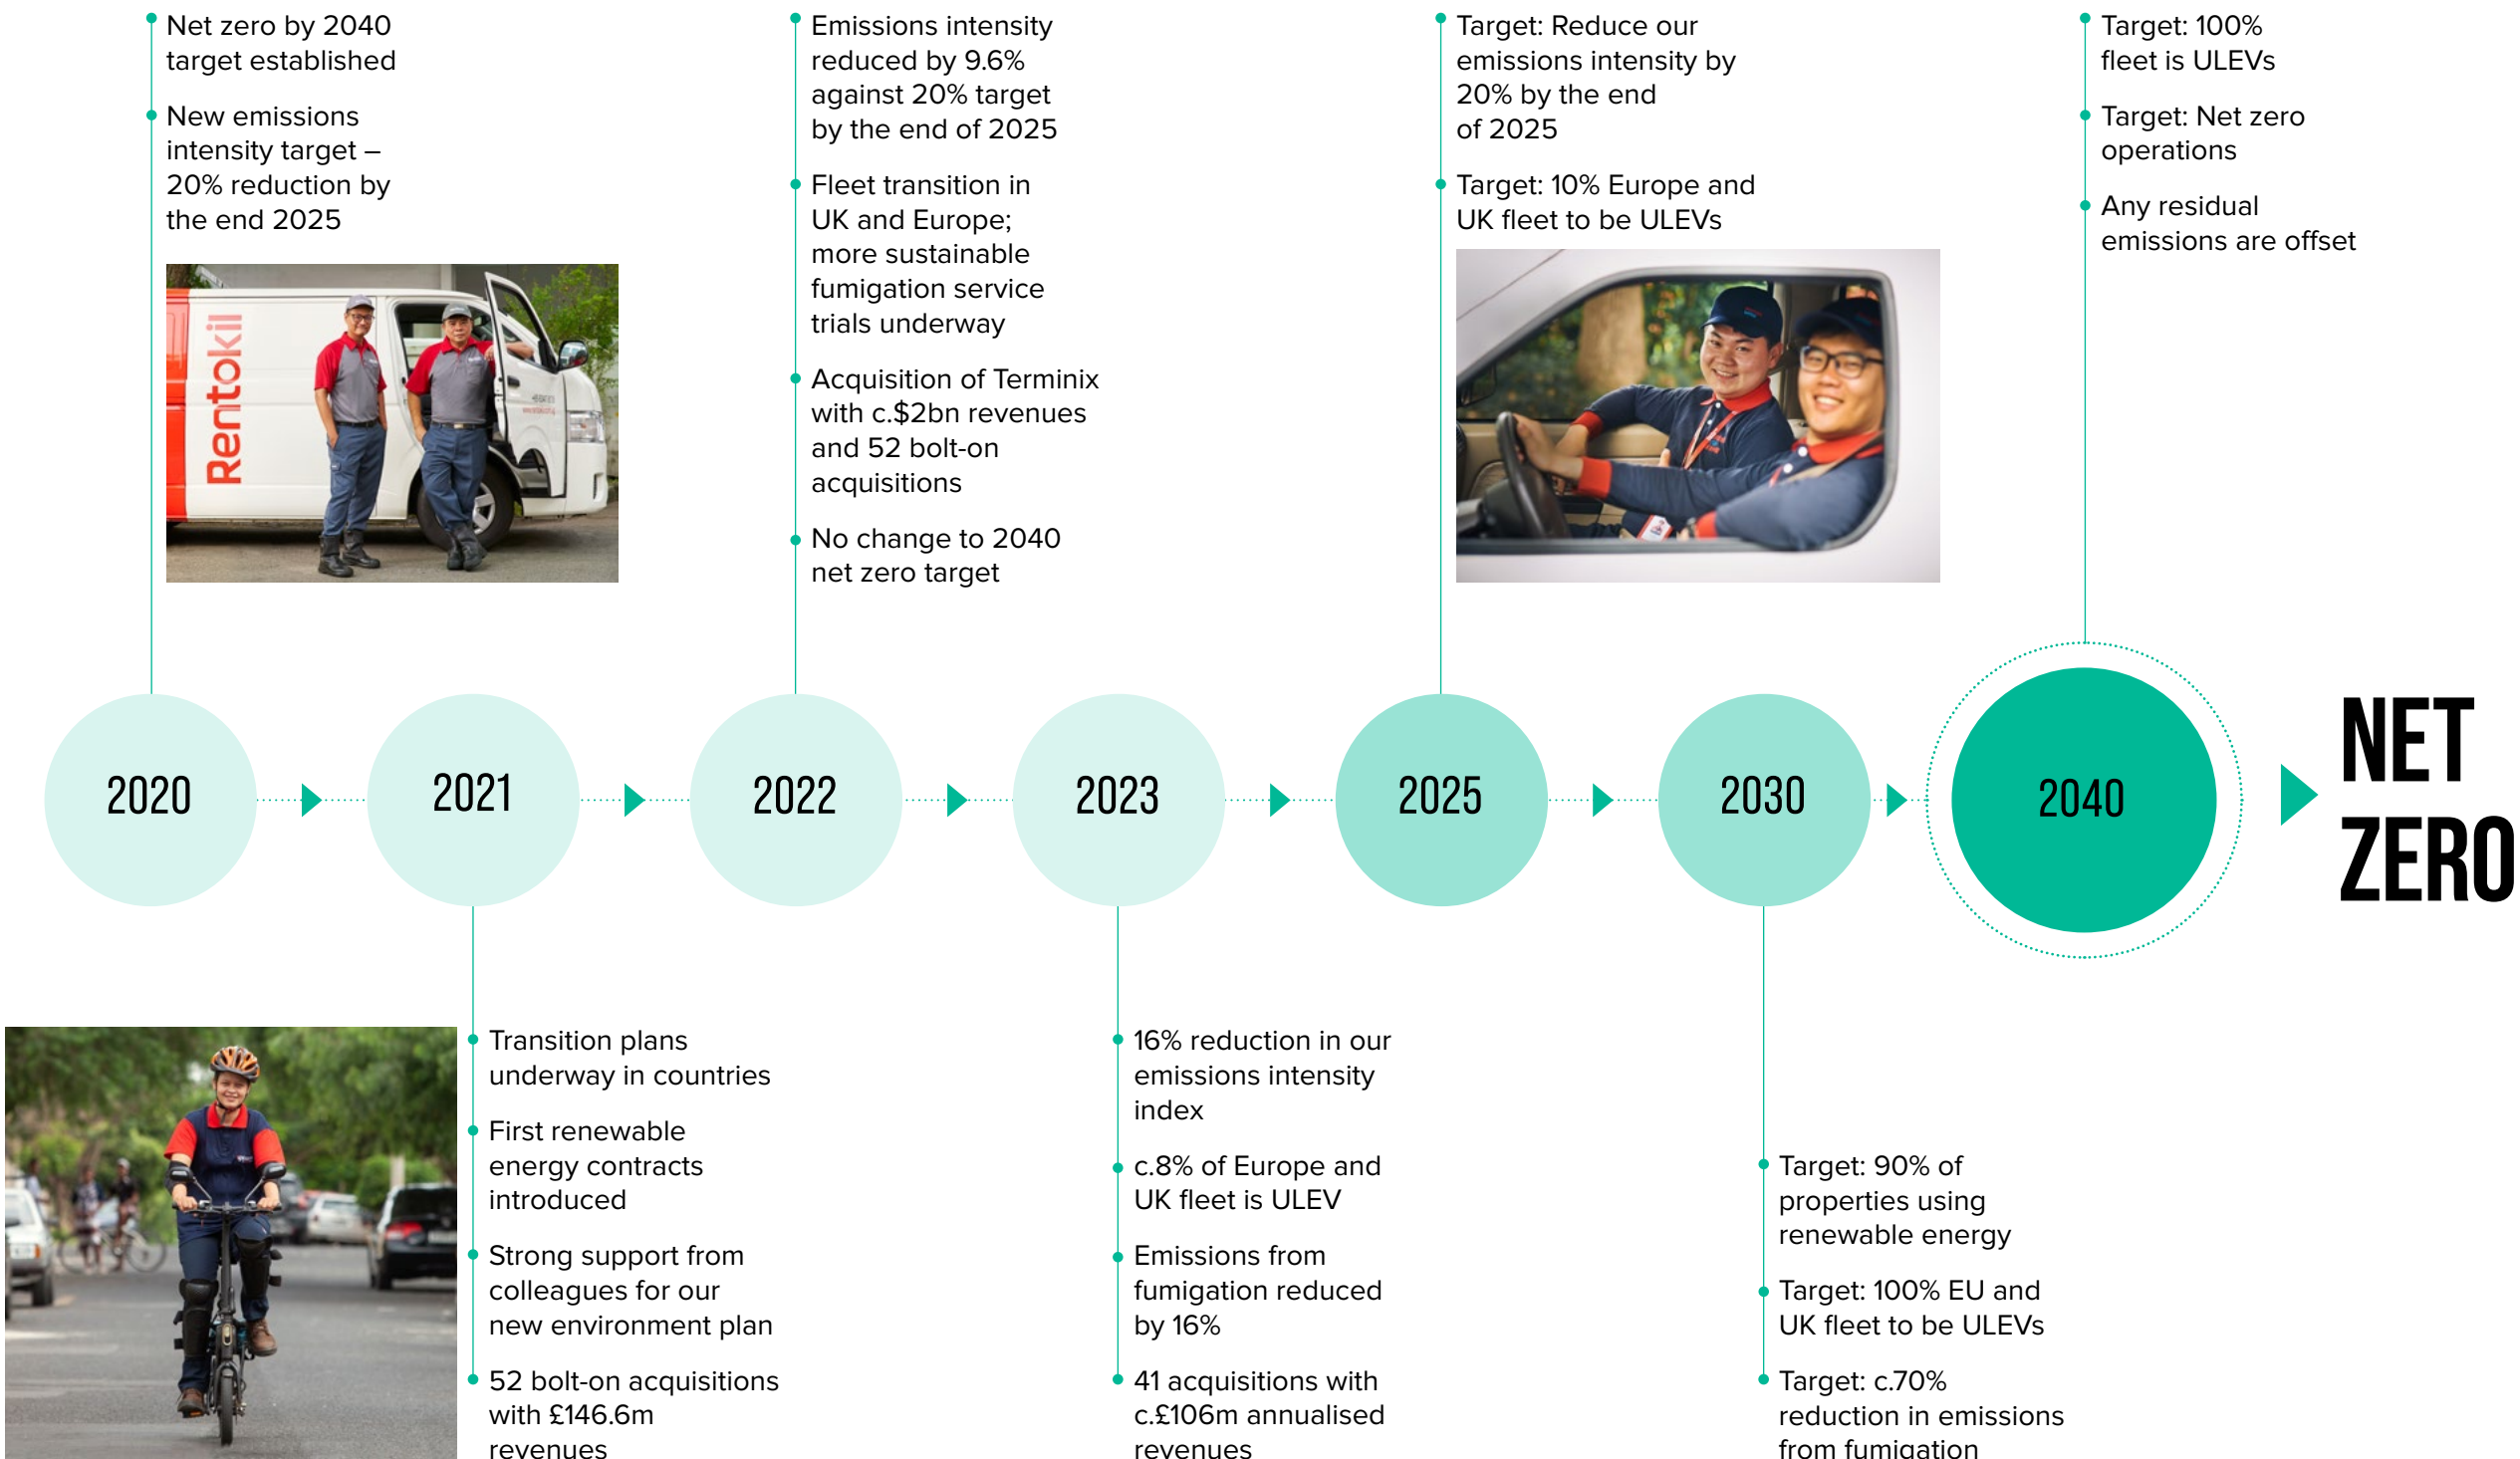 Net zero by 2040
target established
New emissions
intensity target –
20% reduction by
the end 2025
Rentokil
Emissions intensity
reduced by 9.6%
against 20% target
by the end of 2025
Fleet transition in
UK and Europe;
more sustainable
fumigation service
trials underway
Acquisition of Terminix
with c.$2bn revenues
and 52 bolt-on
acquisitions
No change to 2040
net zero target
Target: Reduce our
emissions intensity by
20% by the end
of 2025
Target: 10% Europe and
UK fleet to be ULEVs
Target: 100%
fleet is ULEVs
Target: Net zero
operations
Any residual
emissions are offset
2020
2021
2022
2023
2025
2030
2040
NET
ZERO
Transition plans
underway in countries
First renewable
energy contracts
introduced
Strong support from
colleagues for our
new environment plan
52 bolt-on acquisitions
with £146.6m
revenues
16% reduction in our
emissions intensity
index
c.8% of Europe and
UK fleet is ULEV
Emissions from
fumigation reduced
by 16%
41 acquisitions with
c.£106m annualised
revenues
Target: 90% of
properties using
renewable energy
Target: 100% EU and
UK fleet to be ULEVs
Target: c.70%
reduction in emissions
from fumigation